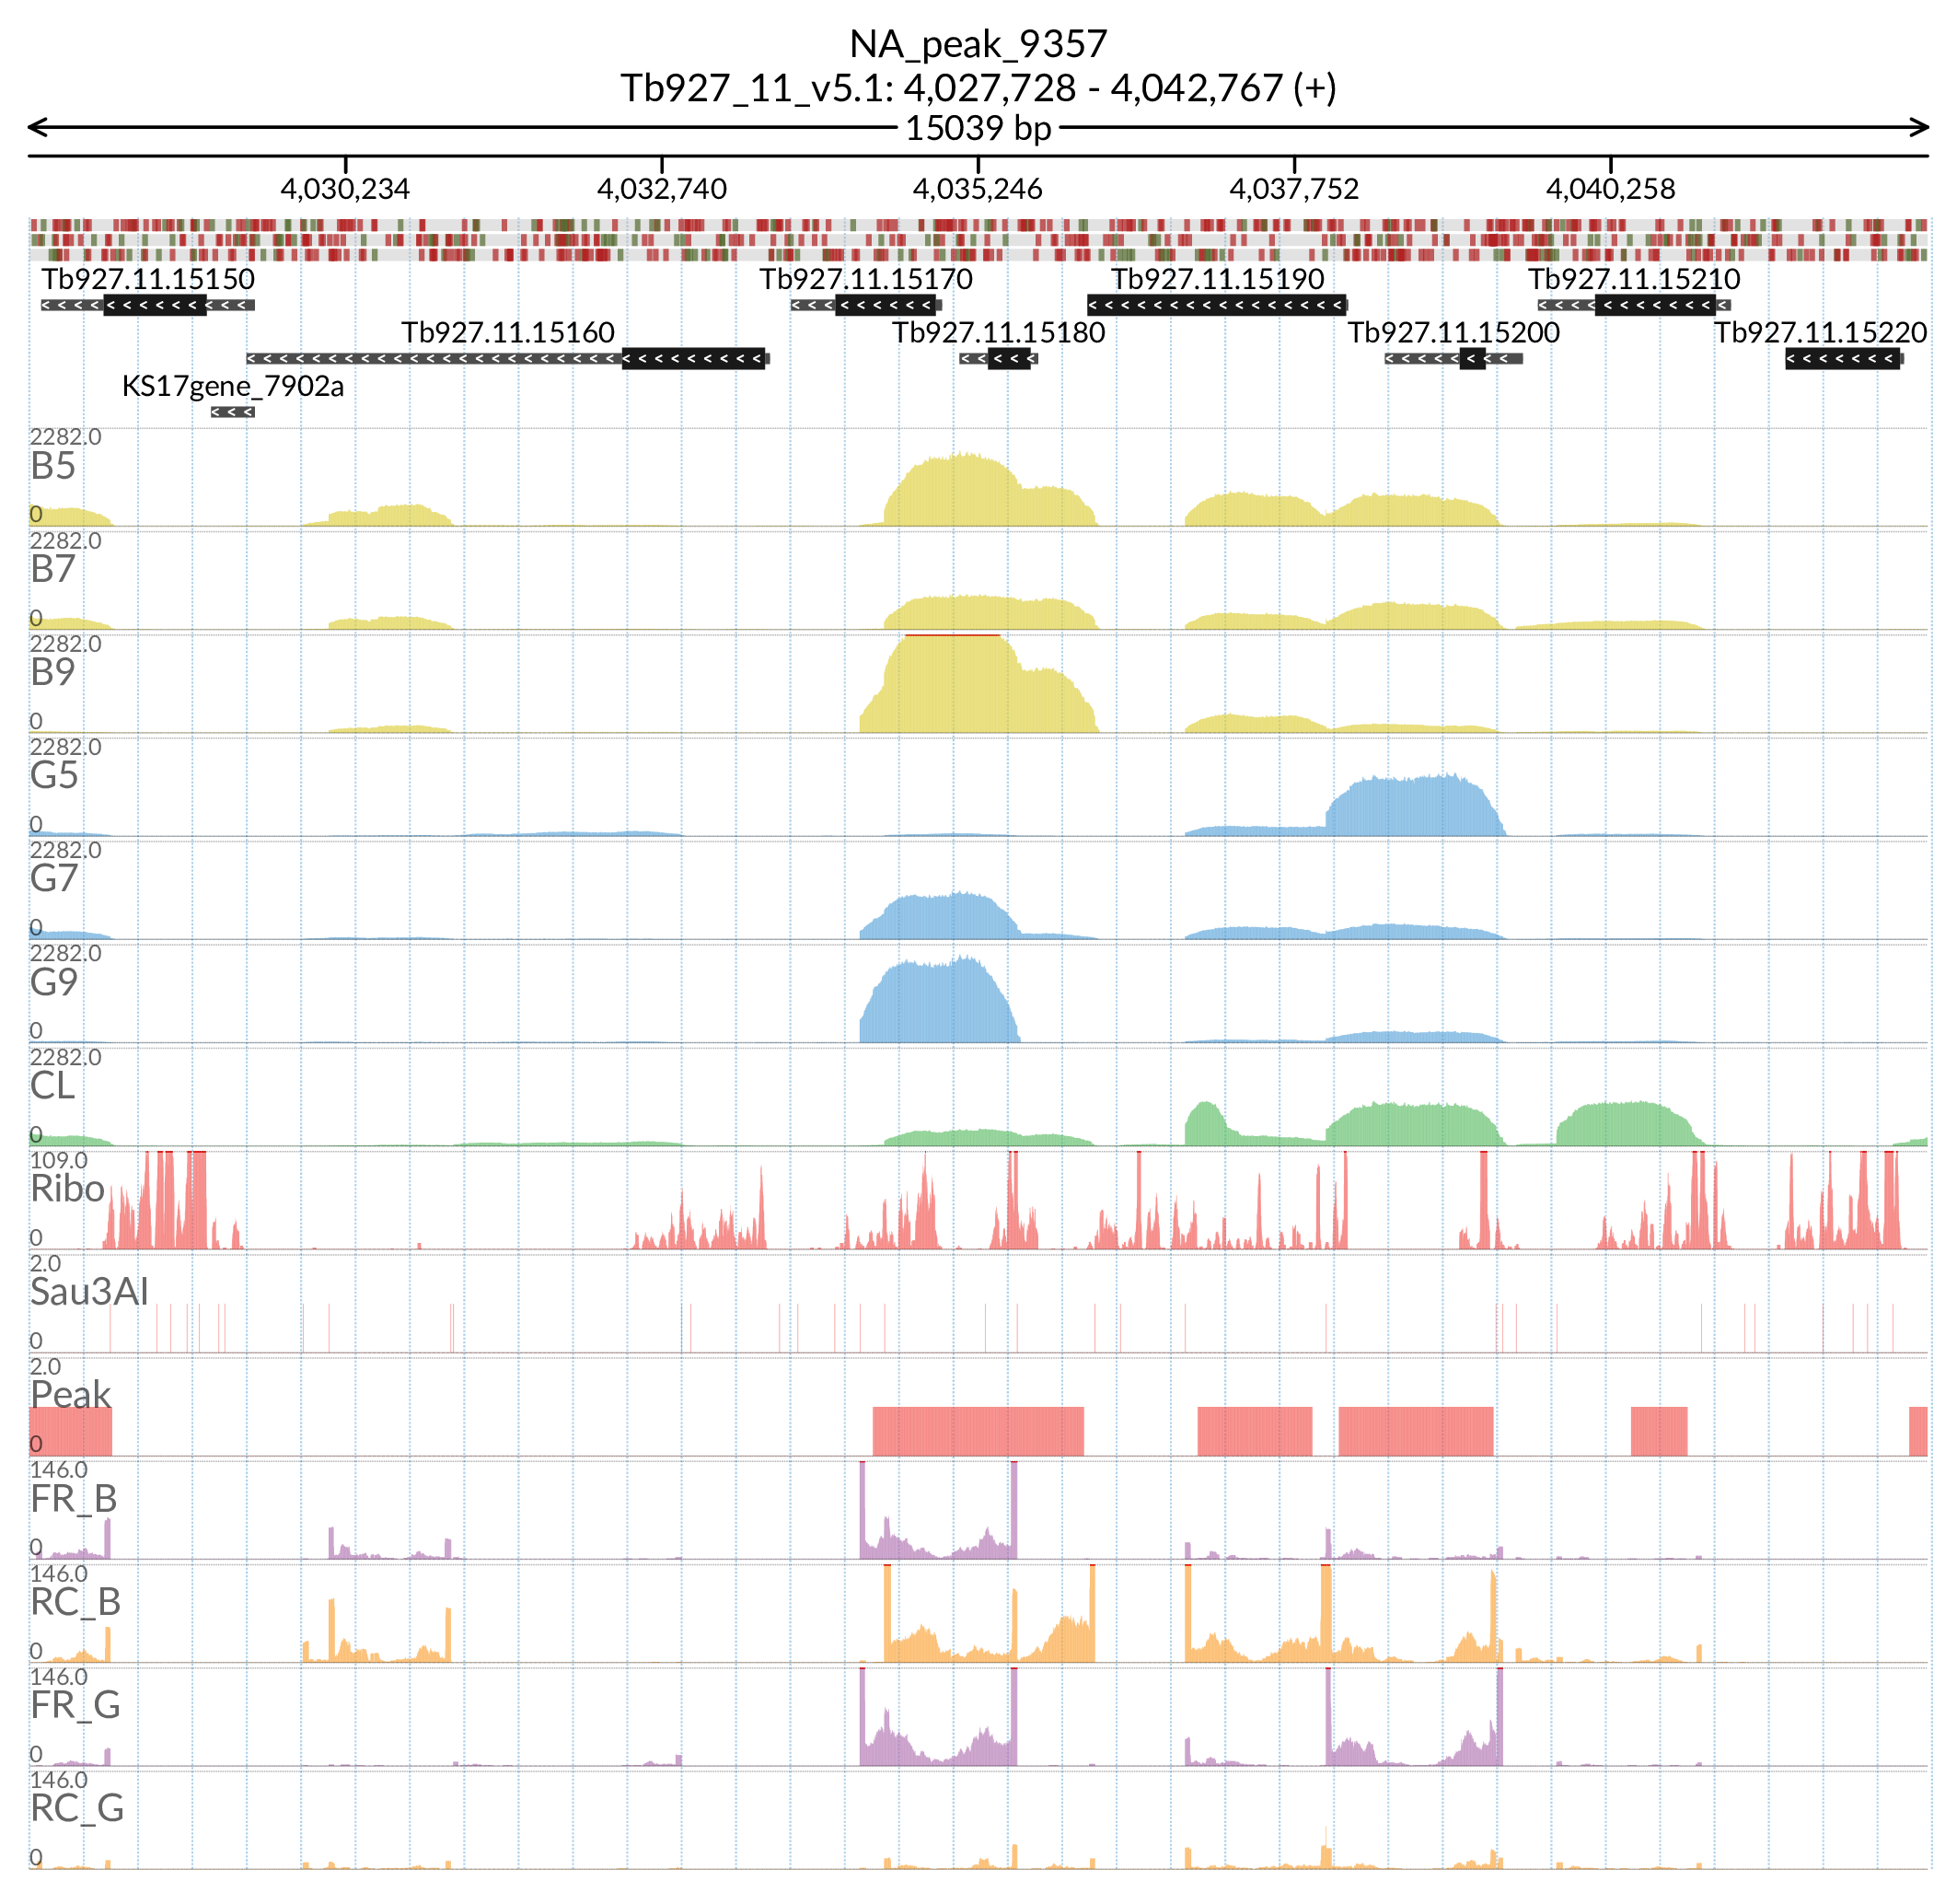 NA_peak_9357
Tb927_11_v5.1: 4,027,728 - 4,042,767 (+)
15039 bp
4,030,234 4,032,740 4,035,246 4,037,752 4,040,258
Tb927.11.15150 Tb927.11.15170 Tb927.11.15190 Tb927.11.15210
Tb927.11.15160 Tb927.11.15180 Tb927.11.15200 Tb927.11.15220
KS17gene_7902a
2282.0
B5
0
2282.0
B7
0
2282.0
B9
0
2282.0
G5
0
2282.0
G7
0
2282.0
G9
0
2282.0
CL
0
109.0
Ribo
0
2.0
Sau3AI
0
2.0
Peak
0
146.0
FR_B
0
146.0
RC_B
0
146.0
FR_G
0
146.0
RC_G
0